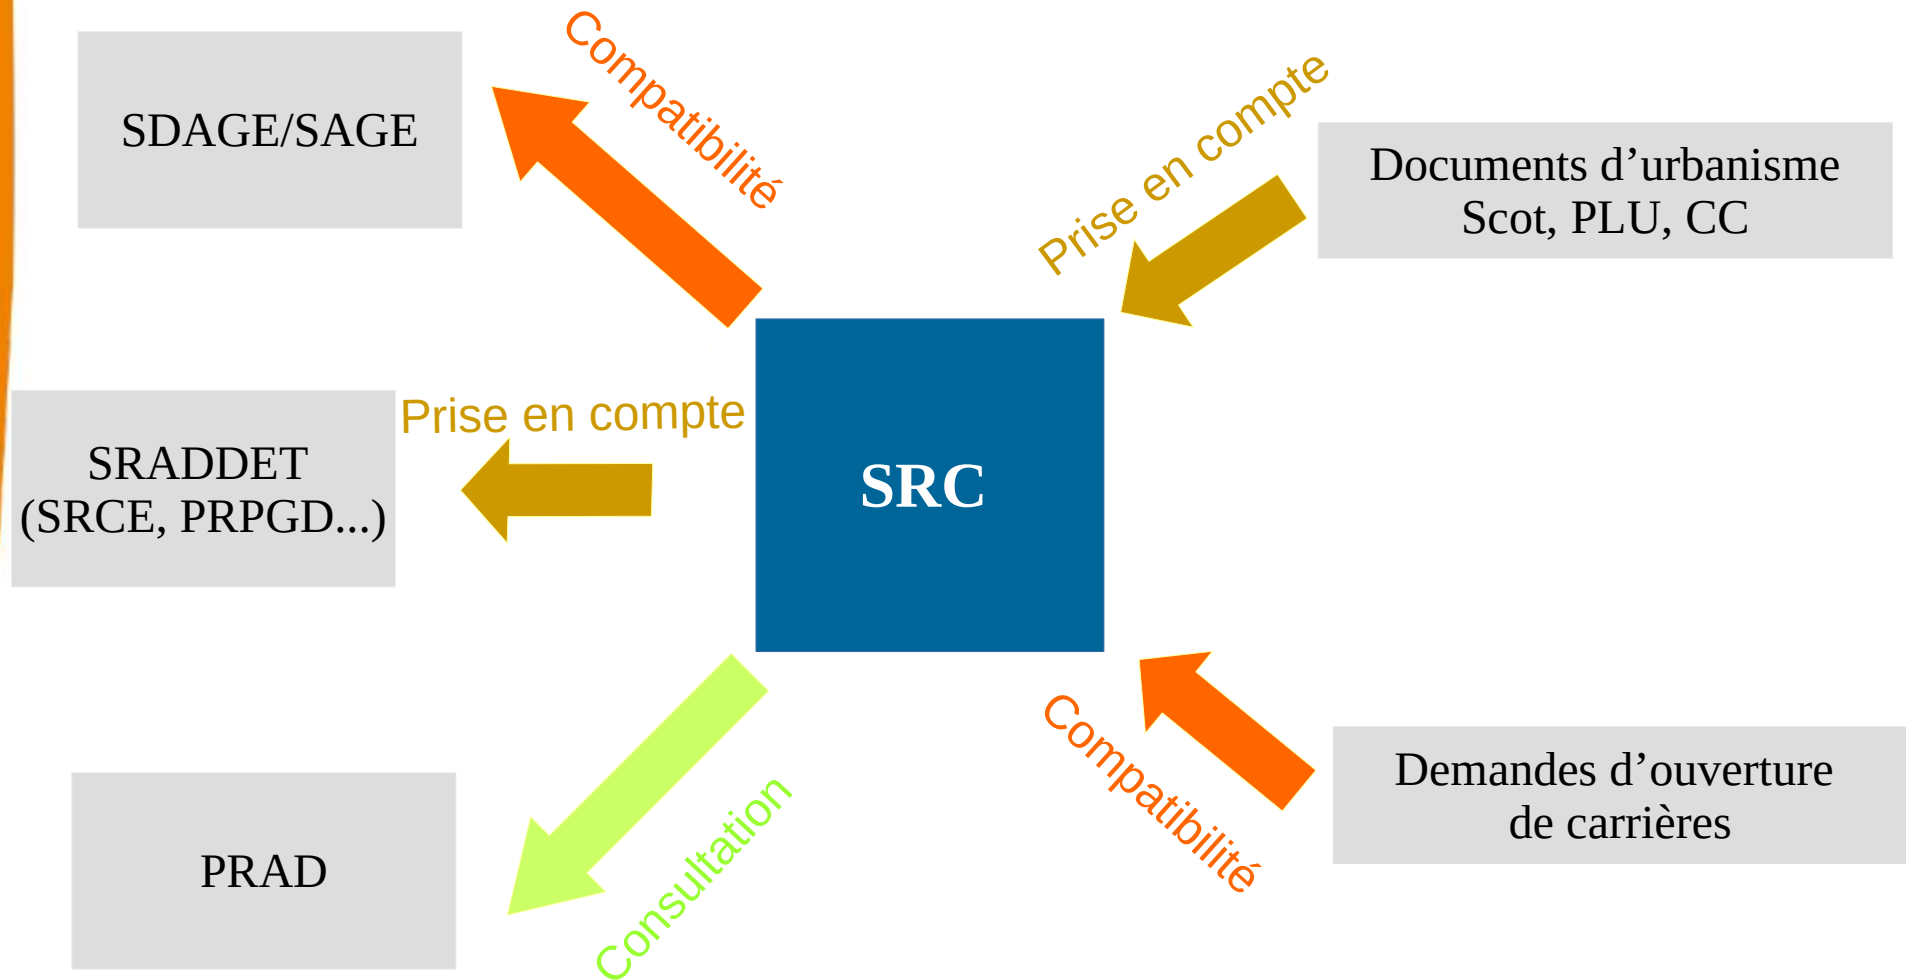 Compatibilité
SDAGE/SAGE
Prise en compte
Documents d’urbanisme
Scot, PLU, CC
Prise en compte
SRADDET
(SRCE, PRPGD...)
SRC
Compatibilité
Demandes d’ouverture
de carrières
PRAD
Consultation